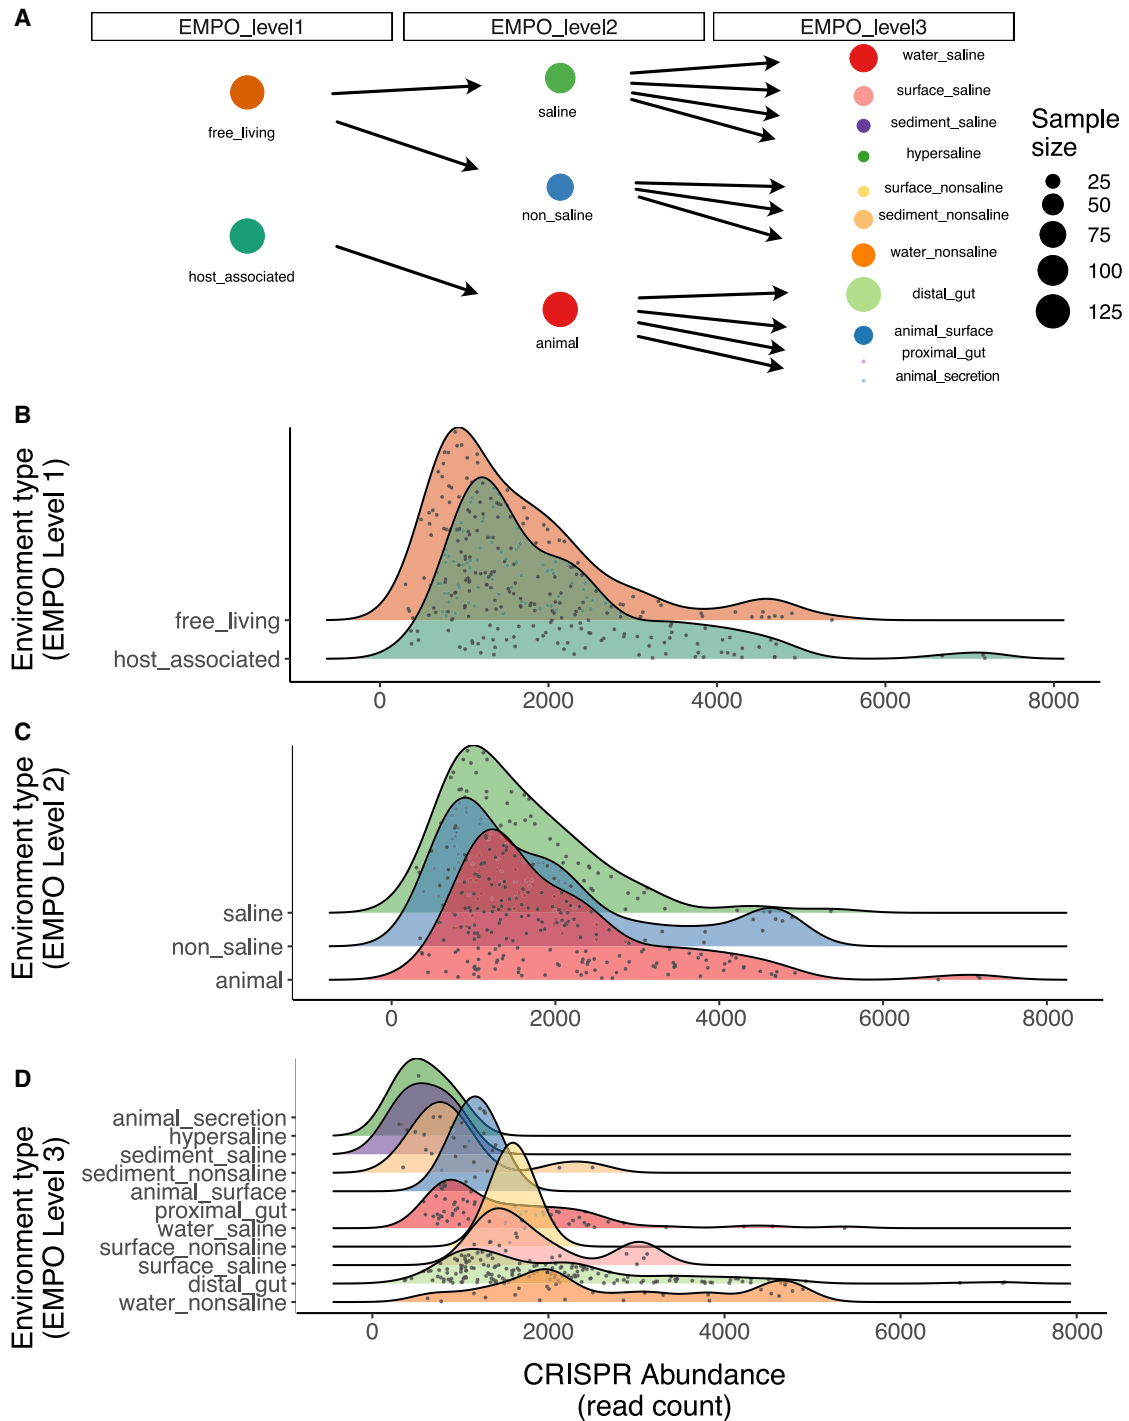 A
EMPO_level1
EMPO_level2
EMPO_level3
free_living
host_associated
saline
non_saline
animal
water_saline
surface_saline
sediment_saline
hypersaline
surface_nonsaline
sediment_nonsaline
water_nonsaline
distal_gut
animal_surface
proximal_gut
animal_secretion
Sample
size
25
50
75
100
125
B
Environment type
(EMPO Level 1)
free_living
host_associated
0
2000
4000
6000
8000
C
Environment type
(EMPO Level 2)
saline
non_saline
animal
0
2000
4000
6000
8000
D
Environment type
(EMPO Level 3)
animal_secretion
hypersaline
sediment_saline
sediment_nonsaline
animal_surface
proximal_gut
water_saline
surface_nonsaline
surface_saline
distal_gut
water_nonsaline
0
2000
4000
6000
8000
CRISPR Abundance
(read count)